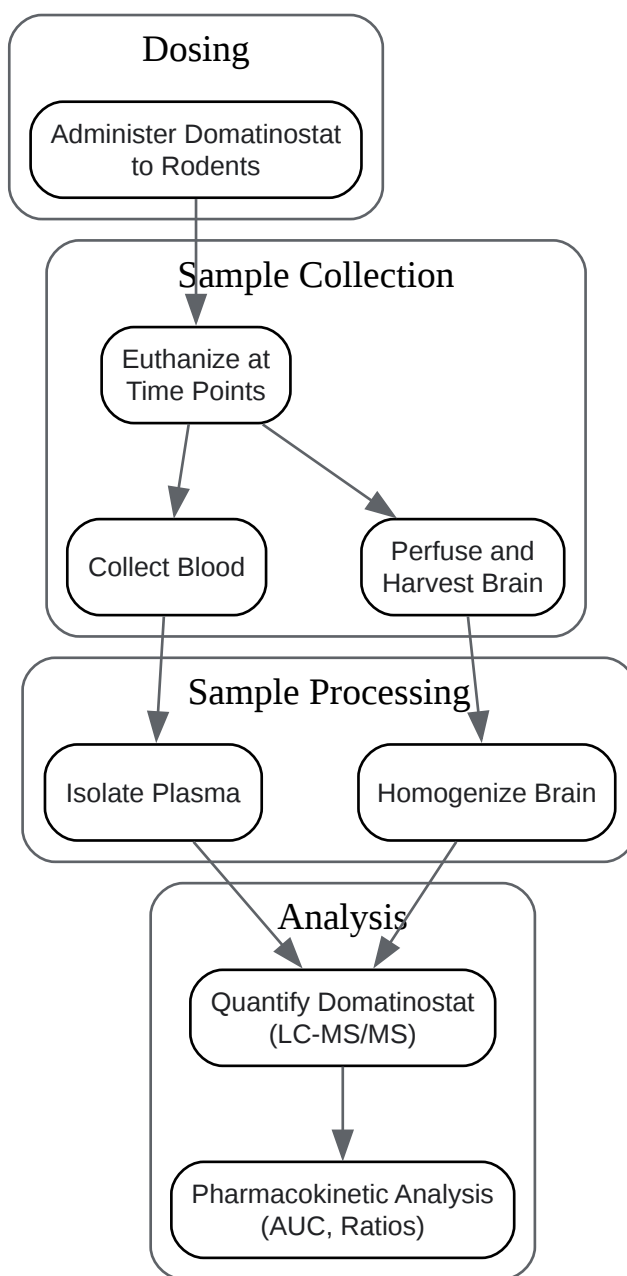 Dosing
Administer Domatinostat
to Rodents
Sample Collection
Euthanize at
Time Points
Collect Blood
Perfuse and
Harvest Brain
Sample Processing
Isolate Plasma
Homogenize Brain
Analysis
Quantify Domatinostat
(LC-MS/MS)
Pharmacokinetic Analysis
(AUC, Ratios)